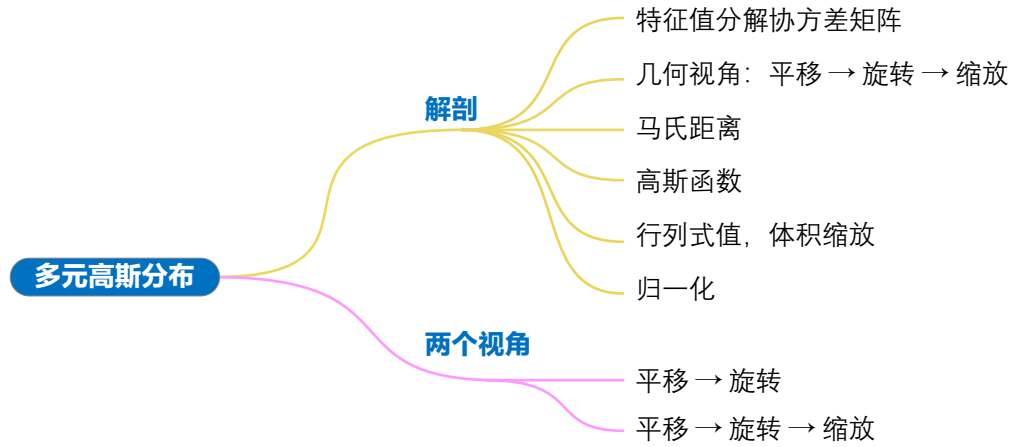 特征值分解协方差矩阵
几何视角：平移 → 旋转 → 缩放
解剖
马氏距离
高斯函数
行列式值，体积缩放
多元高斯分布
归一化
两个视角
平移 → 旋转
平移 → 旋转 → 缩放